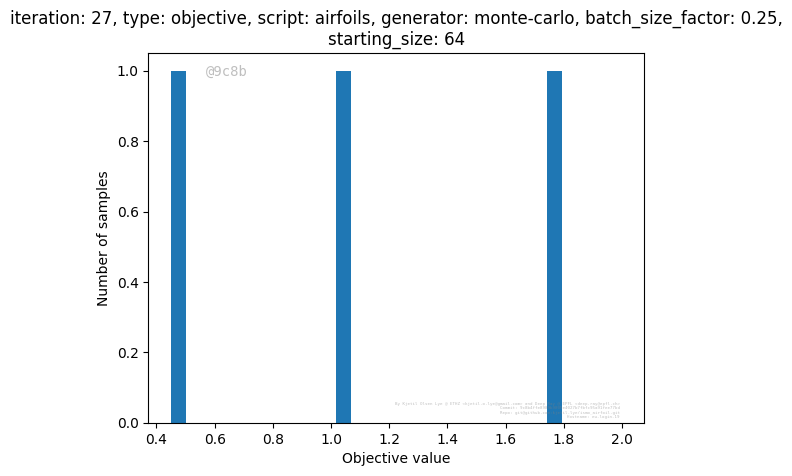 iteration: 27, type: objective, script: airfoils, generator: monte-carlo, batch_size_factor: 0.25,
starting_size: 64
@9c8b
1.0
0.8
0.6
0.4
0.2
0.0
Number of samples
0.4 0.6 0.8 1.0 1.2 1.4 1.6 1.8 2.0
Objective value